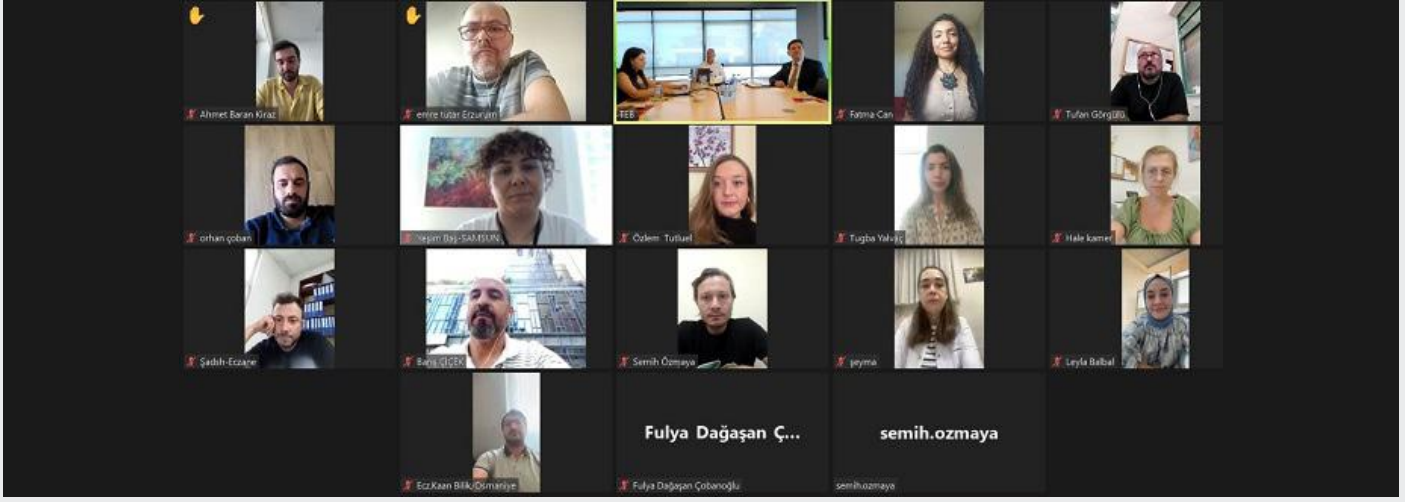 Ahmet Baran Kiraz
emre tutar Erzurum
TEB
Fatma Can
Tufan Görgülü
orhan çoban
Yeşim Baş-SAMSUN
Özlem Tutluel
Tugba Yalvaç
Hale kamer
Şadıh-Eczane
Barış ÇİÇEK
Semih Özmaya
şeyma
Leyla Balbal
Ecz.Kaan Bilik/Osmaniye
Fulya Dağaşan Ç...
Fulya Dağaşan Çobanoğlu
semih.ozmaya
semih.ozmaya